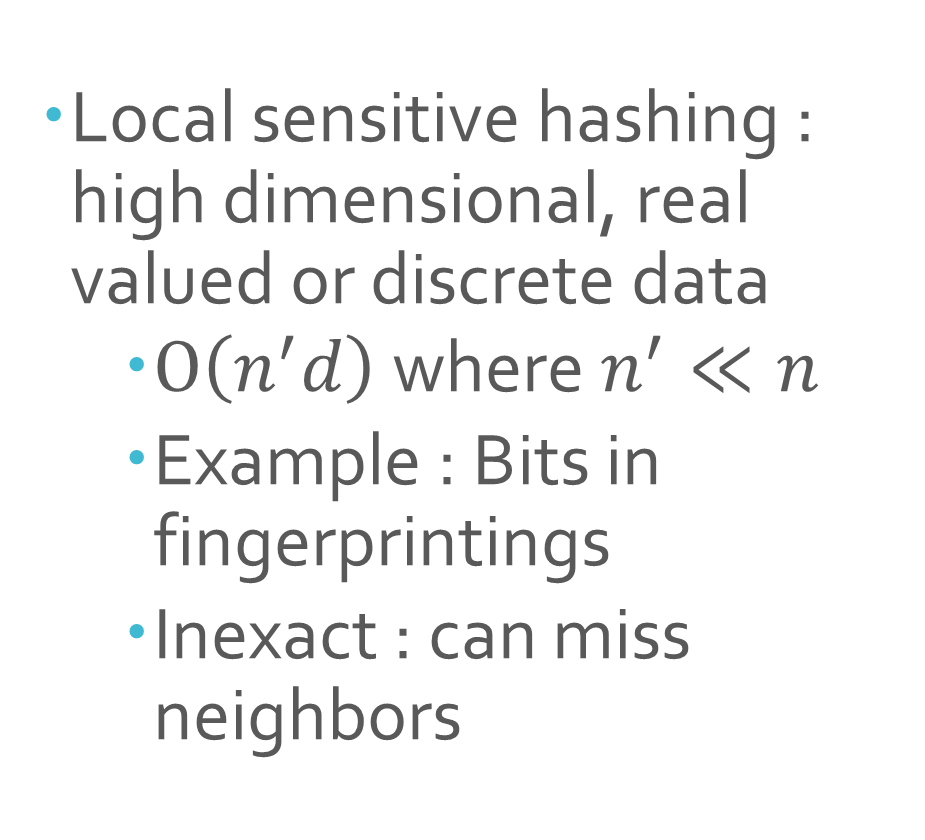 • Local sensitive hashing :
high dimensional, real
valued or discrete data
• O(n′d) where n′ ≪ n
• Example : Bits in
fingerprintings
• Inexact : can miss
neighbors